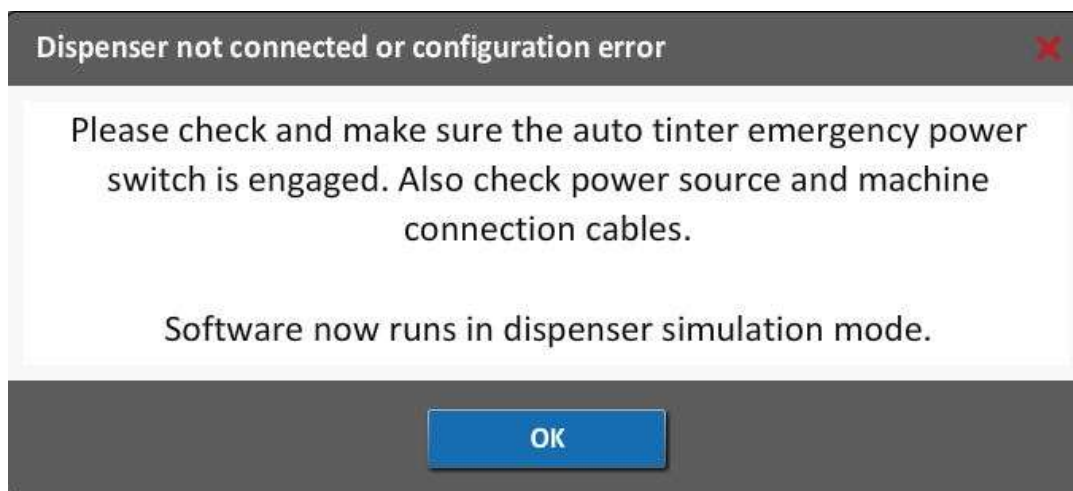 Dispenser not connected or configuration error
Please check and make sure the auto tinter emergency power
switch is engaged. Also check power source and machine
connection cables.
Software now runs in dispenser simulation mode.
OK